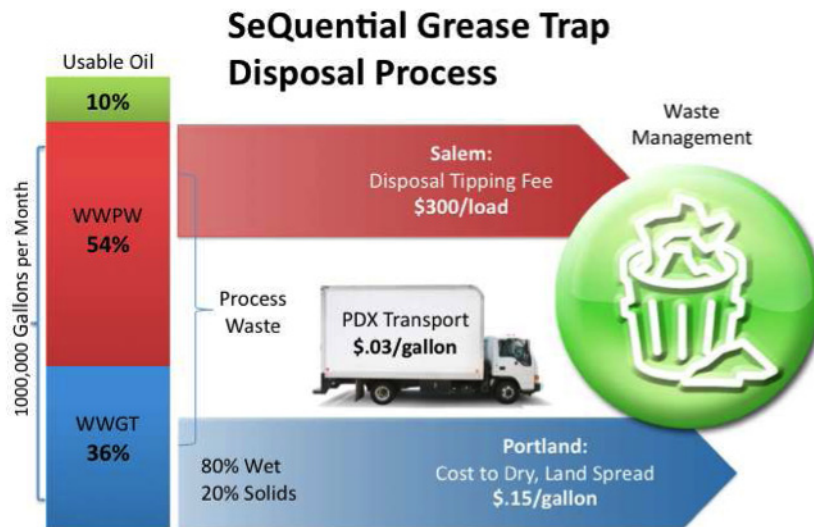 SeQuential Grease Trap
Disposal Process
Usable Oil
10%
WWPW
54%
WWGT
36%
1000,000 Gallons per Month
Process
Waste
80% Wet
20% Solids
Salem:
Disposal Tipping Fee
$300/load
PDX Transport
$.03/gallon
Portland:
Cost to Dry, Land Spread
$.15/gallon
Waste
Management